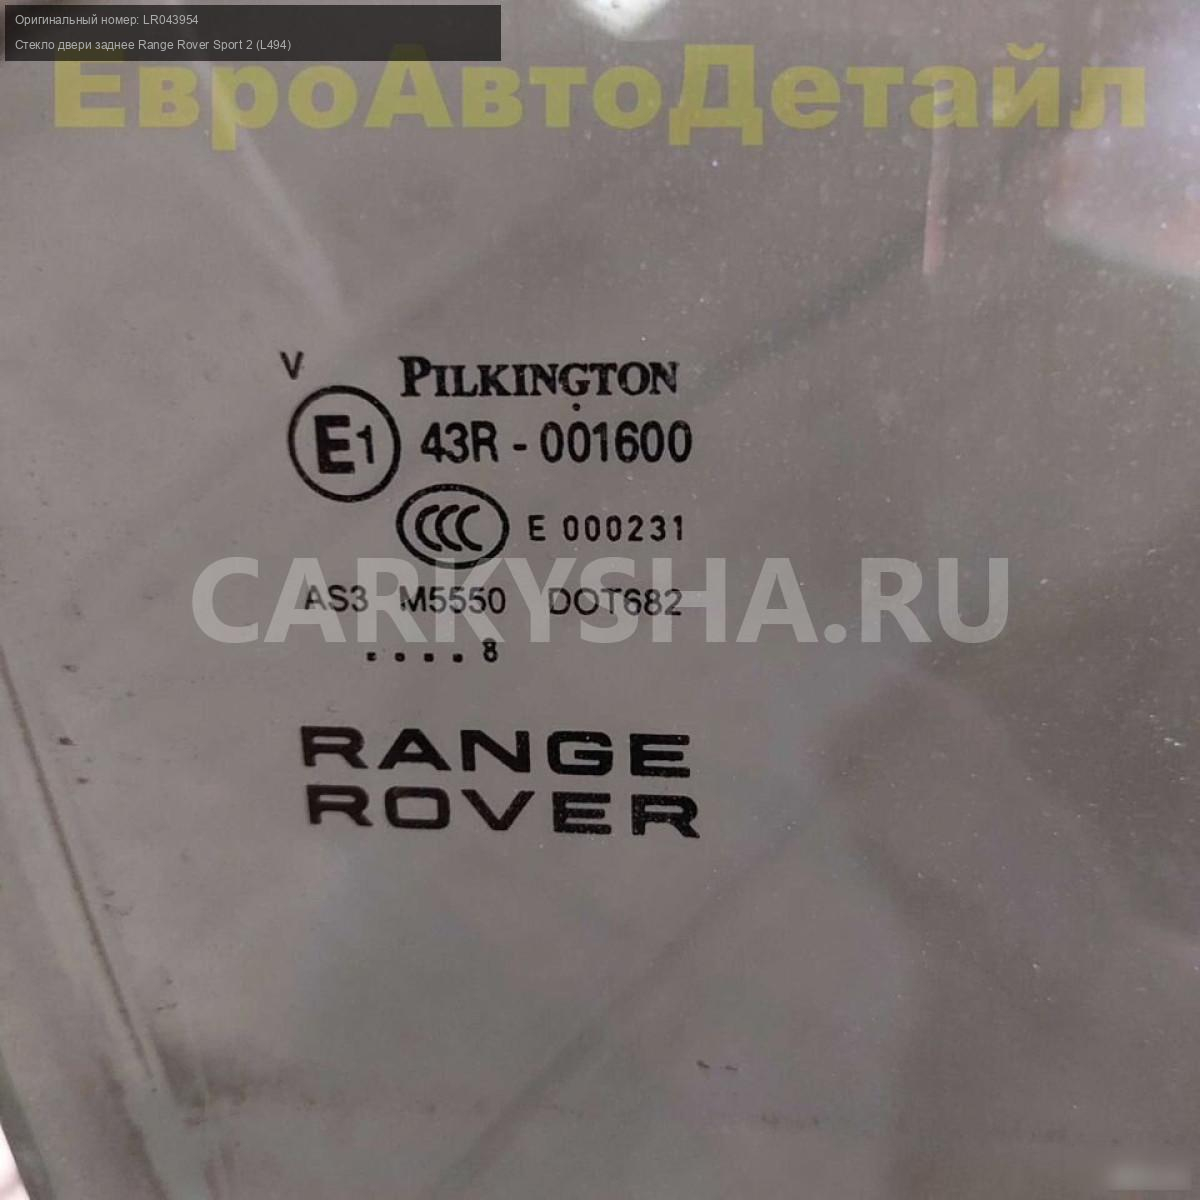 Оригинальный номер: LR043954
Стекло двери заднее Range Rover Sport 2 (L494)
ЕвроАвтоДетайл
V PILKINGTON
E1 43R - 001600
CCC E 000231
CARKYSHA.RU
AS3 M5550 DOT682
. . . . 8
RANGE
ROVER